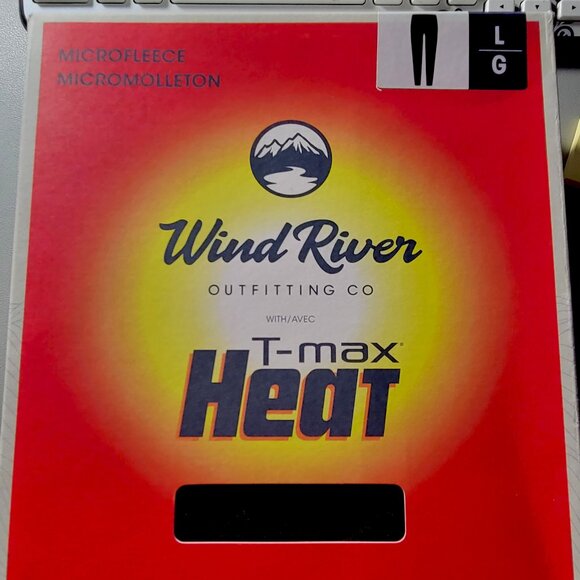 MICROFLEECE
MICROMOLLETON
L
G
Wind River
OUTFITTING CO
WITH/AVEC
T-max
Heat